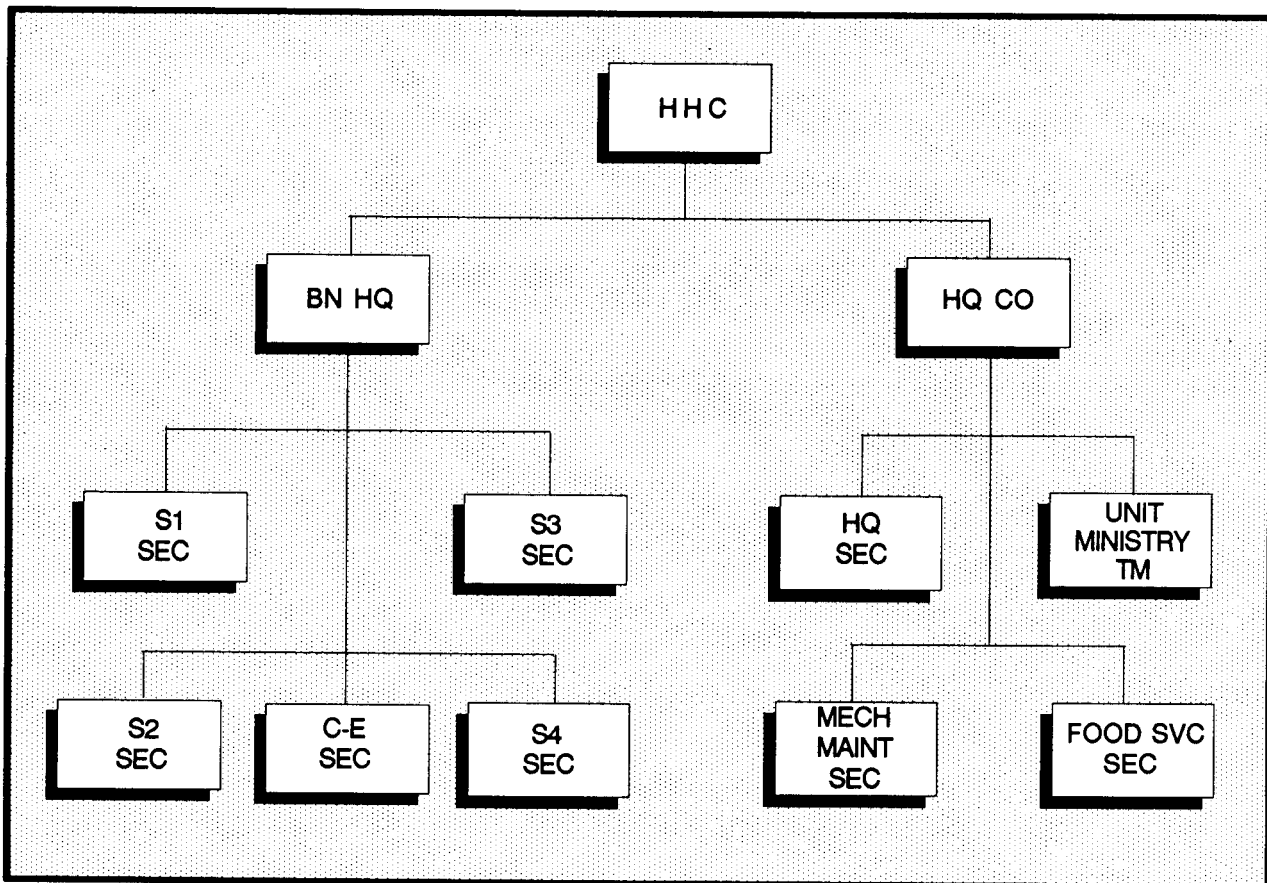 HHC
BN HQ
HQ CO
S1
SEC
S3
SEC
HQ
SEC
UNIT
MINISTRY
TM
S2
SEC
C-E
SEC
S4
SEC
MECH
MAINT
SEC
FOOD SVC
SEC